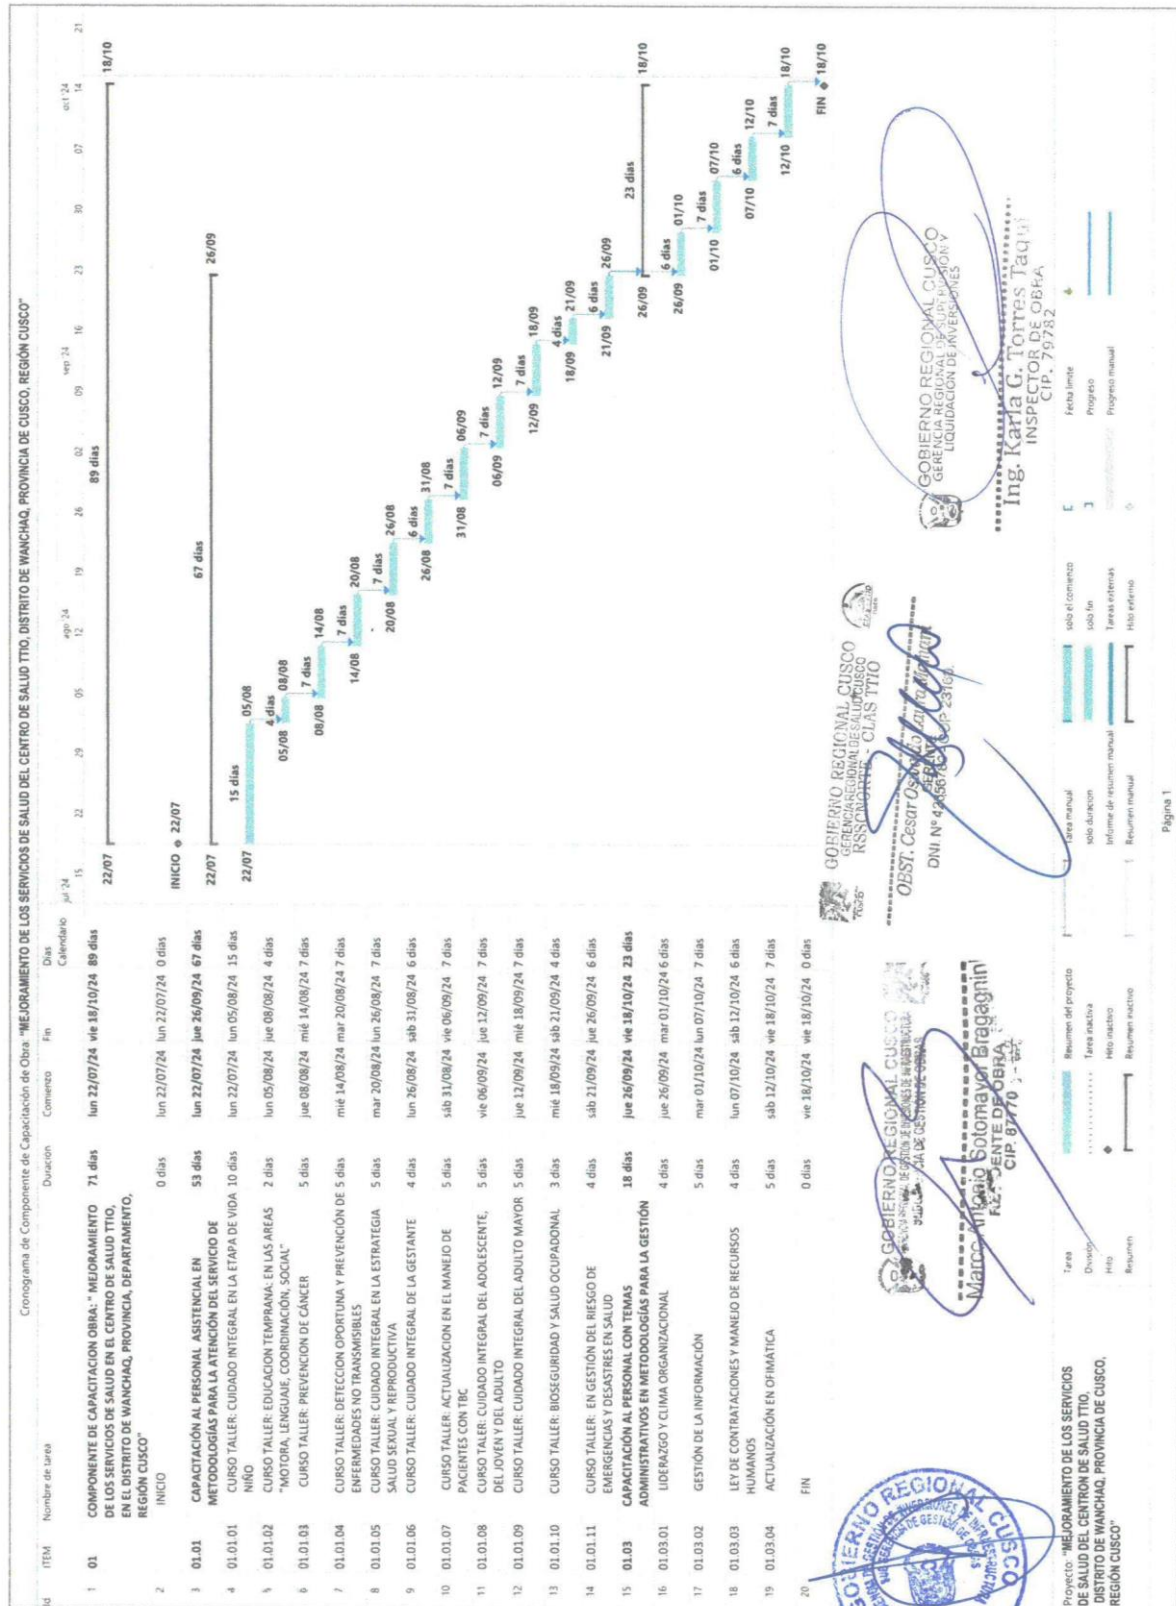 Cronograma de Componente de Capacitación de Obra: "MEJORAMIENTO DE LOS SERVICIOS DE SALUD DEL CENTRO DE SALUD TTIO, DISTRITO DE WANCHAQ, PROVINCIA DE CUSCO, REGIÓN CUSCO"
Id ITEM Nombre de tarea Duración Comienzo Fin Días Calendario
jul '24 ago '24 sep '24 oct '24
15 22 29 05 12 19 26 02 09 16 23 30 07 14 21
1 01 COMPONENTE DE CAPACITACION OBRA: " MEJORAMIENTO 71 días lun 22/07/24 vie 18/10/24 89 días
DE LOS SERVICIOS DE SALUD EN EL CENTRO DE SALUD TTIO,
EN EL DISTRITO DE WANCHAQ, PROVINCIA, DEPARTAMENTO,
REGIÓN CUSCO"
22/07 89 días 18/10
2 INICIO 0 días lun 22/07/24 lun 22/07/24 0 días
INICIO 22/07
3 01.01 CAPACITACIÓN AL PERSONAL ASISTENCIAL EN 53 días lun 22/07/24 jue 26/09/24 67 días
METODOLOGÍAS PARA LA ATENCIÓN DEL SERVICIO DE
22/07 67 días 26/09
4 01.01.01 CURSO TALLER: CUIDADO INTEGRAL EN LA ETAPA DE VIDA 10 días lun 22/07/24 lun 05/08/24 15 días
NIÑO
22/07 15 días 05/08
5 01.01.02 CURSO TALLER: EDUCACION TEMPRANA: EN LAS AREAS 2 días lun 05/08/24 jue 08/08/24 4 días
"MOTORA, LENGUAJE, COORDINACIÓN, SOCIAL"
05/08 4 días 08/08
6 01.01.03 CURSO TALLER: PREVENCION DE CÁNCER 5 días jue 08/08/24 mié 14/08/24 7 días
08/08 7 días 14/08
7 01.01.04 CURSO TALLER: DETECCIÓN OPORTUNA Y PREVENCIÓN DE 5 días mié 14/08/24 mar 20/08/24 7 días
ENFERMEDADES NO TRANSMISIBLES
14/08 7 días 20/08
8 01.01.05 CURSO TALLER: CUIDADO INTEGRAL EN LA ESTRATEGIA 5 días mar 20/08/24 lun 26/08/24 7 días
SALUD SEXUAL Y REPRODUCTIVA
20/08 7 días 26/08
9 01.01.06 CURSO TALLER: CUIDADO INTEGRAL DE LA GESTANTE 4 días lun 26/08/24 sáb 31/08/24 6 días
26/08 6 días 31/08
10 01.01.07 CURSO TALLER: ACTUALIZACION EN EL MANEJO DE 5 días sáb 31/08/24 vie 06/09/24 7 días
PACIENTES CON TBC
31/08 7 días 06/09
11 01.01.08 CURSO TALER: CUIDADO INTEGRAL DEL ADOLESCENTE, 5 días vie 06/09/24 jue 12/09/24 7 días
DEL JOVEN Y DEL ADULTO
06/09 7 días 12/09
12 01.01.09 CURSO TALLER: CUIDADO INTEGRAL DEL ADULTO MAYOR 5 días jue 12/09/24 mié 18/09/24 7 días
12/09 7 días 18/09
13 01.01.10 CURSO TALLER: BIOSEGURIDAD Y SALUD OCUPADONAL 3 días mié 18/09/24 sáb 21/09/24 4 días
18/09 4 días 21/09
14 01.01.11 CURSO TALLER: EN GESTIÓN DEL RIESGO DE 4 días sáb 21/09/24 jue 26/09/24 6 días
EMERGENCIAS Y DESASTRES EN SALUD
21/09 6 días 26/09
15 01.03 CAPACITACIÓN AL PERSONAL CON TEMAS 18 días jue 26/09/24 vie 18/10/24 23 días
ADMINISTRATIVOS EN METODOLOGÍAS PARA LA GESTIÓN
26/09 23 días 18/10
16 01.03.01 LIDERAZGO Y CLIMA ORGANIZACIONAL 4 días jue 26/09/24 mar 01/10/24 6 días
26/09 6 días 01/10
17 01.03.02 GESTIÓN DE LA INFORMACIÓN 5 días mar 01/10/24 lun 07/10/24 7 días
01/10 7 días 07/10
18 01.03.03 LEY DE CONTRATACIONES Y MANEJO DE RECURSOS 4 días lun 07/10/24 sáb 12/10/24 6 días
HUMANOS
07/10 6 días 12/10
19 01.03.04 ACTUALIZACIÓN EN OFIMÁTICA 5 días sáb 12/10/24 vie 18/10/24 7 días
12/10 7 días 18/10
20 FIN 0 días vie 18/10/24 vie 18/10/24 0 días
FIN 18/10
GOBIERNO REGIONAL CUSCO
GOBIERNO REGIONAL CUSCO
Marco Antonio Sotomayor Bragagnini
DENTE DE OBRA
CIP. 87770
GOBIERNO REGIONAL CUSCO
GERENCIA REGIONAL DE SALUD CUSCO
RSSCNORTE - CLAS TTIO
OBST. Cesar
GERENTE
DNI. N°
GOBIERNO REGIONAL CUSCO
GERENCIA REGIONAL DE SUPERVISIÓN Y
LIQUIDACIÓN DE INVERSIONES
Ing. Karla G. Torres Taqui
INSPECTOR DE OBRA
CIP. 79782
Proyecto: "MEJORAMIENTO DE LOS SERVICIOS
DE SALUD DEL CENTRON DE SALUD TTIO,
DISTRITO DE WANCHAQ, PROVINCIA DE CUSCO,
REGIÓN CUSCO"
Tarea Resumen del proyecto Tarea manual solo el comienzo Fecha límite
División Tarea inactiva solo duración solo fin Progreso
Hito Hito inactivo Informe de resumen manual Tareas externas Progreso manual
Resumen Resumen inactivo Resumen manual Hito externo
Página 1